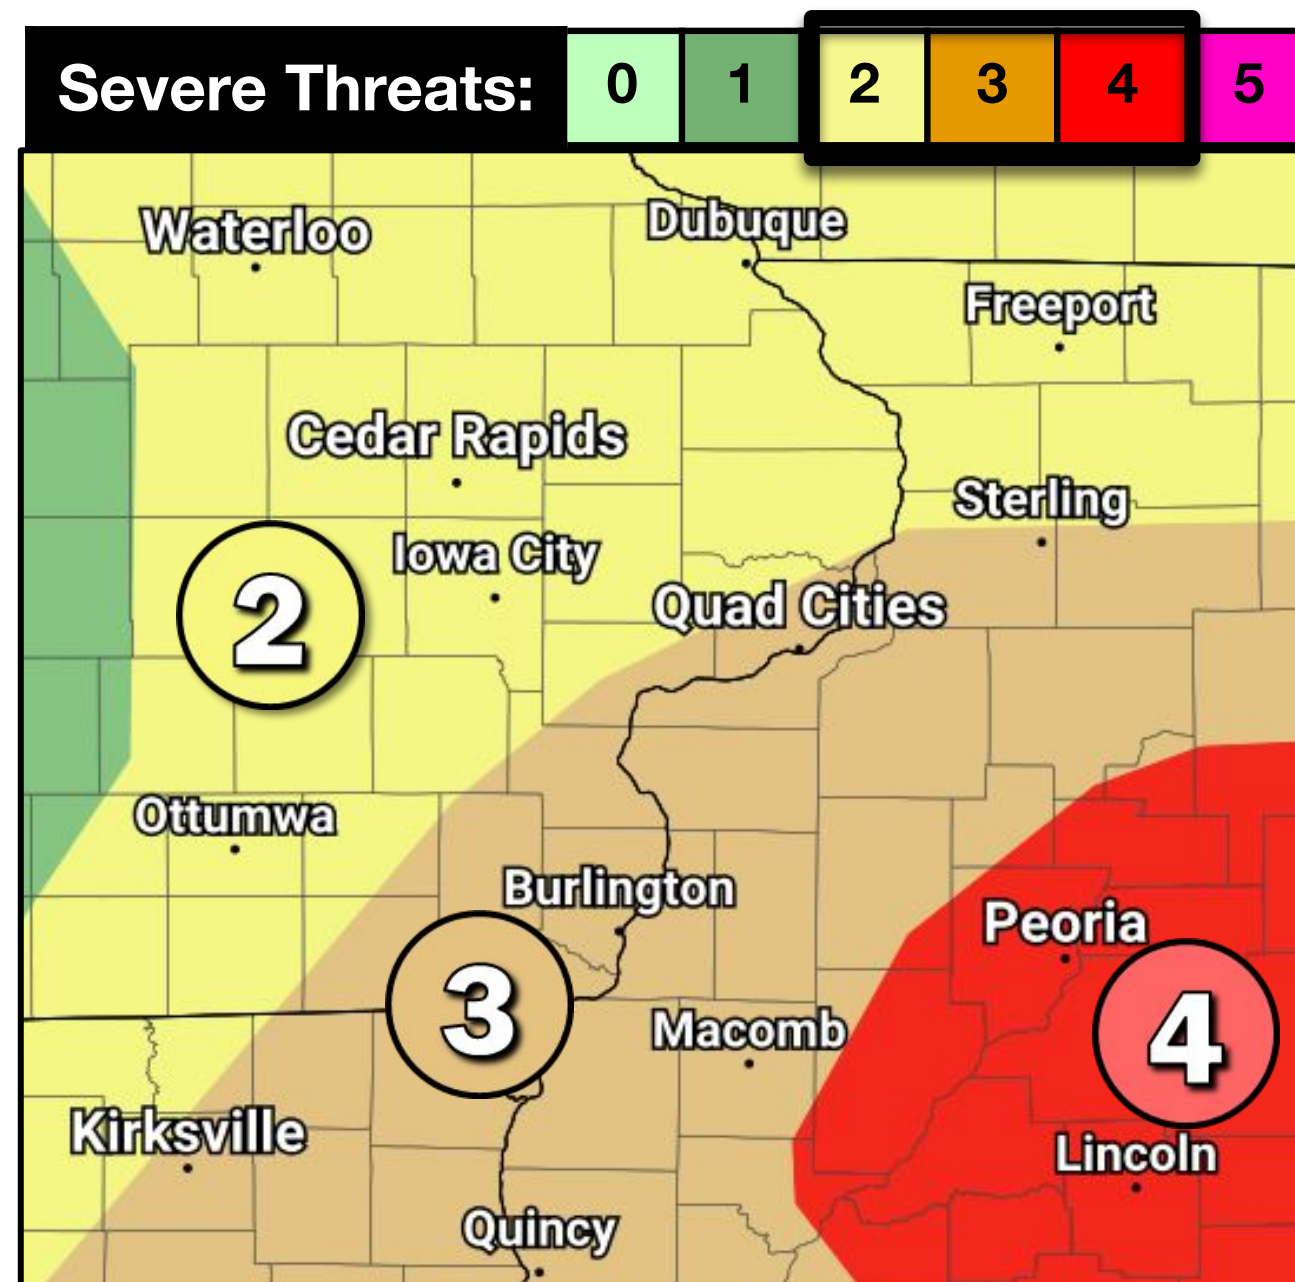 Severe Threats: 0 1 2 3 4 5
Waterloo
Dubuque
Freeport
Cedar Rapids
Sterling
Iowa City
Quad Cities
2
Ottumwa
Burlington
Peoria
3
Macomb
4
Kirksville
Lincoln
Quincy